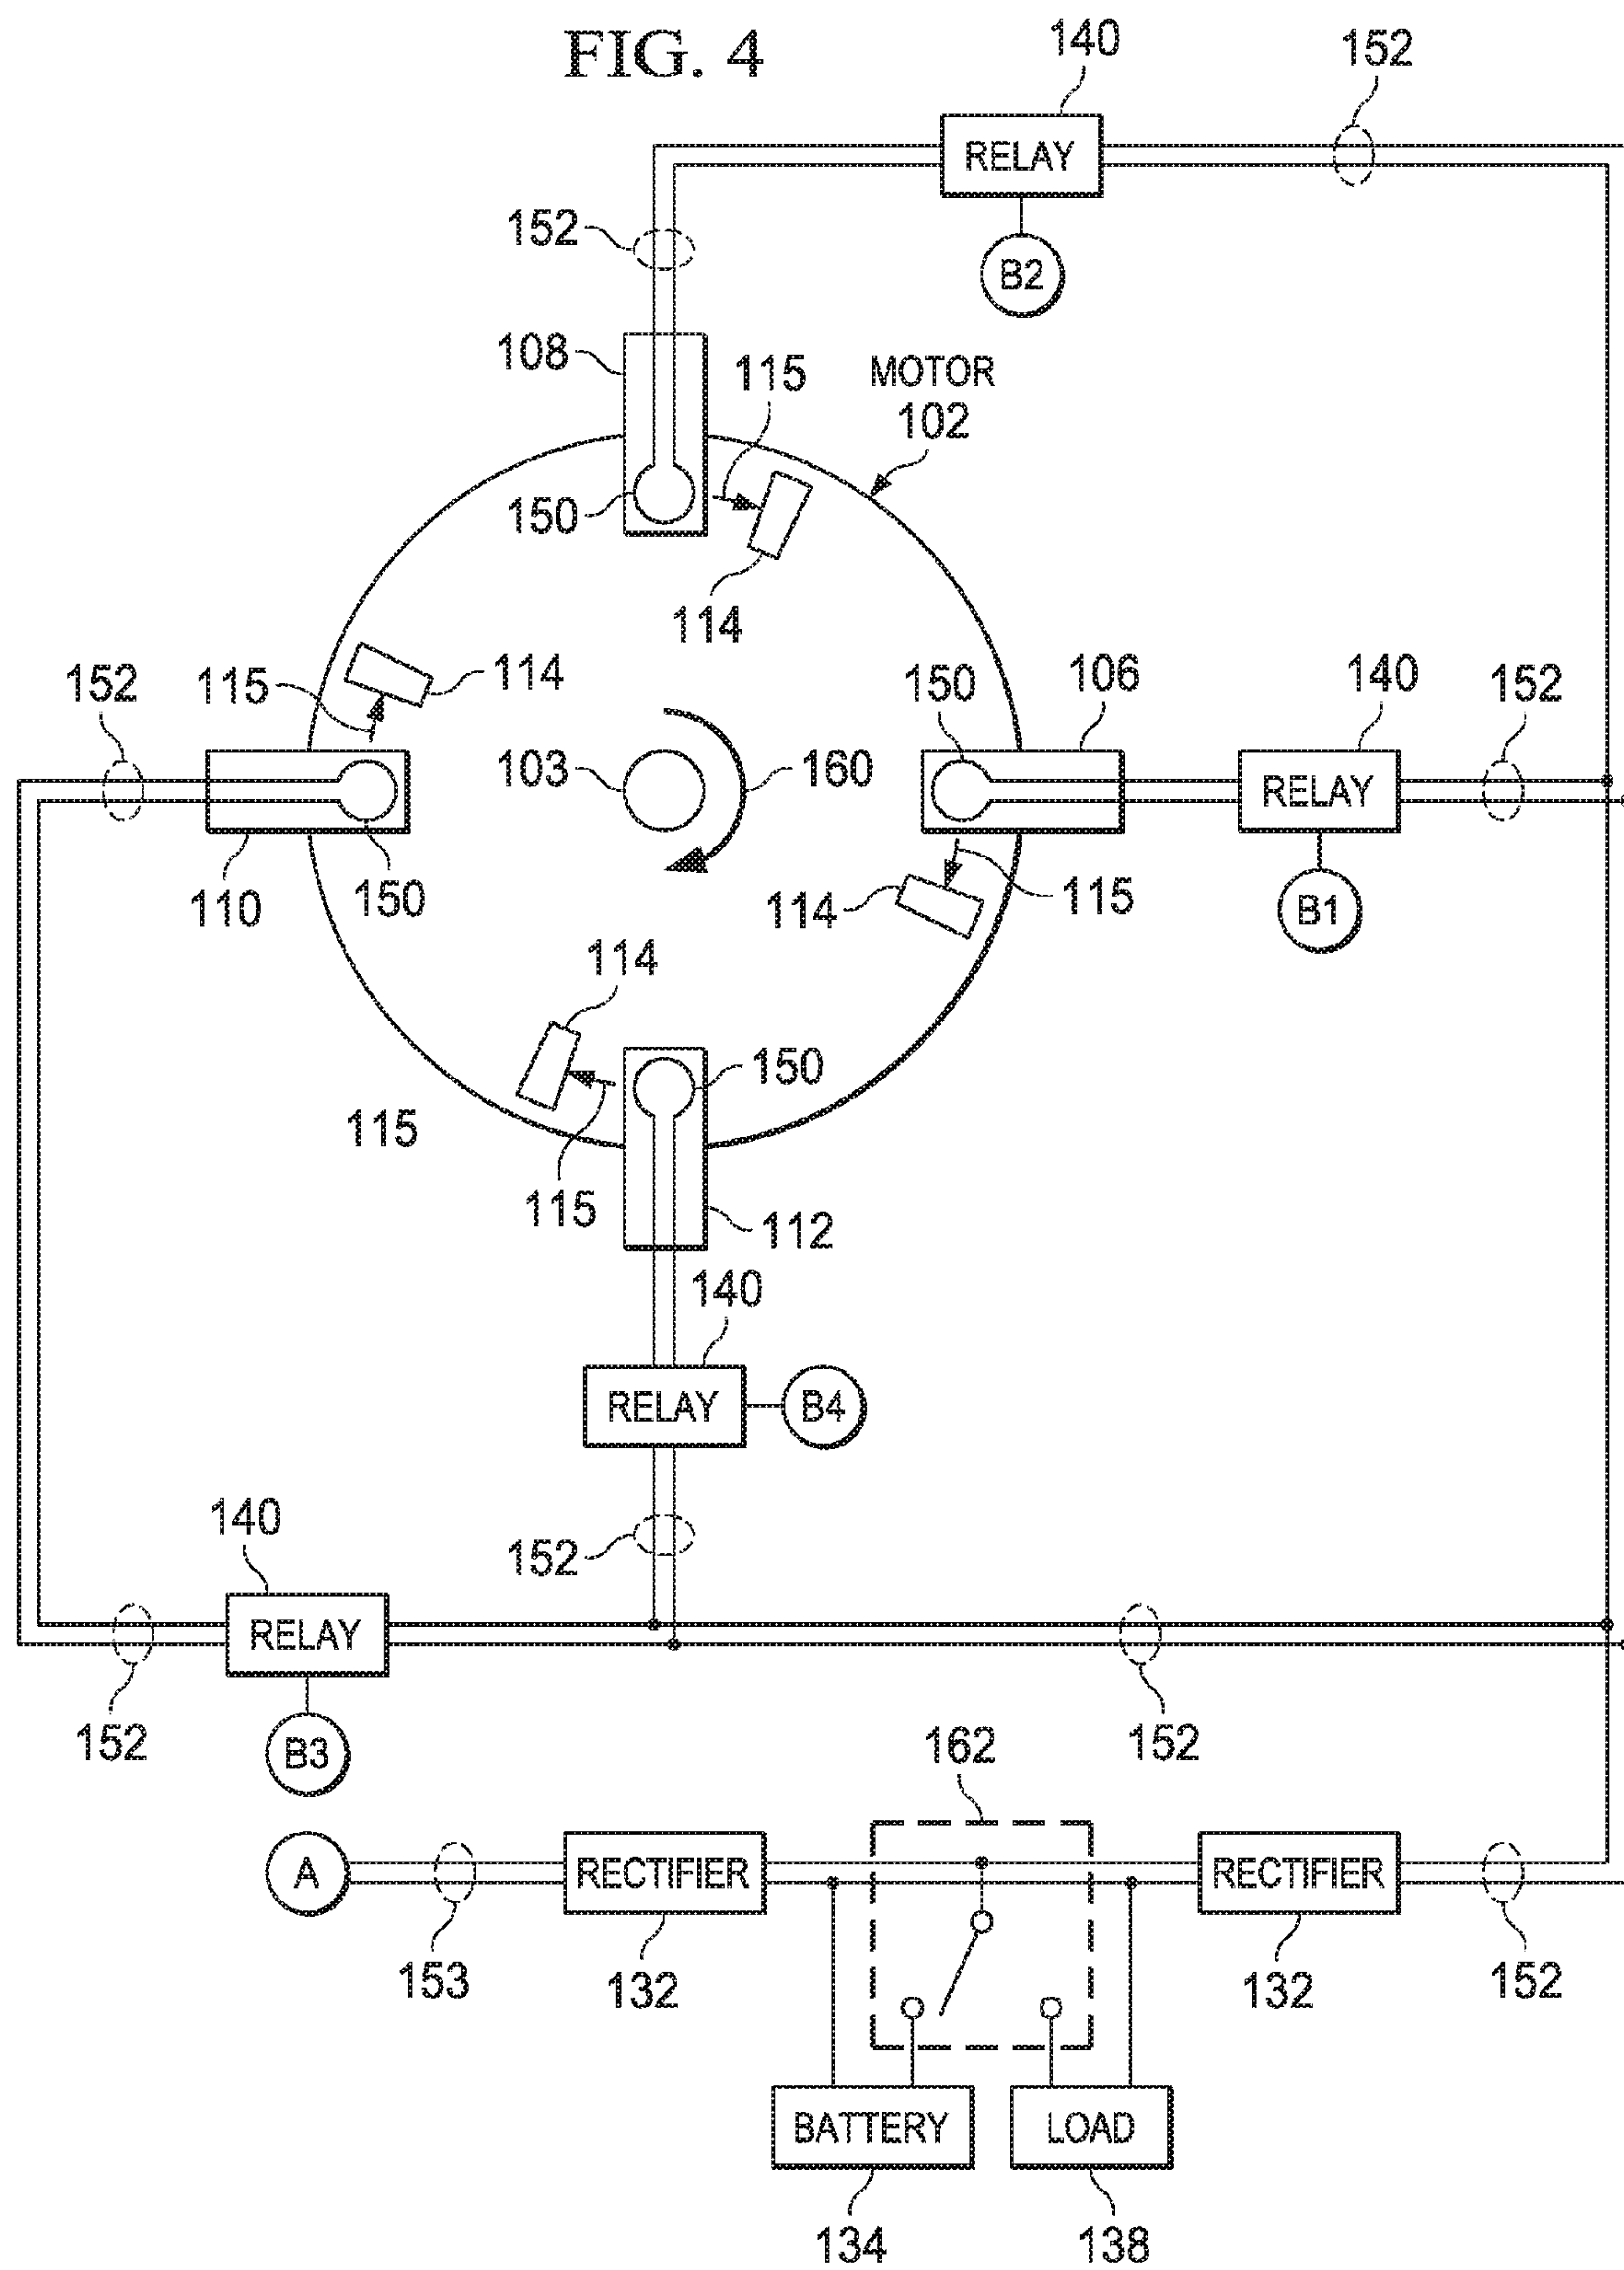 FIG. 4
140
152
RELAY
152
B2
108
115
MOTOR
102
150
114
152
115
114
150
106
140
152
103
160
RELAY
110
150
114
115
B1
114
150
115
115
112
140
RELAY
B4
140
152
RELAY
152
B3
152
162
A
RECTIFIER
RECTIFIER
153
132
132
152
BATTERY
LOAD
134
138